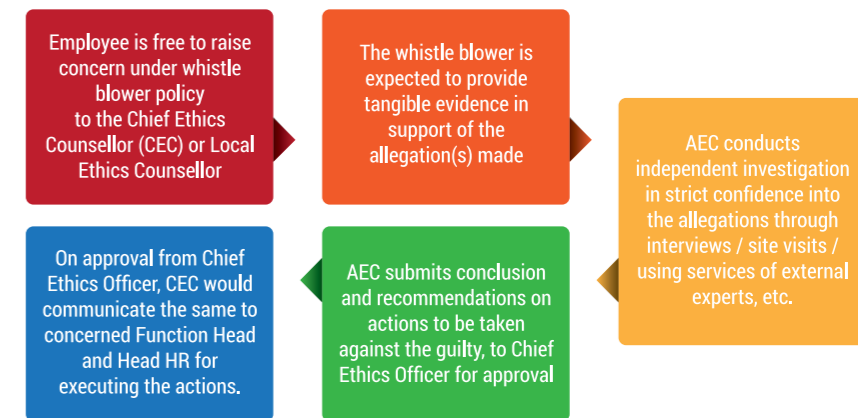 Employee is free to raise
concern under whistle
blower policy
to the Chief Ethics
Counsellor (CEC) or Local
Ethics Counsellor
The whistle blower is
expected to provide
tangible evidence in
support of the
allegation(s) made
AEC conducts
independent investigation
in strict confidence into
the allegations through
interviews / site visits /
using services of external
experts, etc.
AEC submits conclusion
and recommendations on
actions to be taken
against the guilty, to Chief
Ethics Officer for approval
On approval from Chief
Ethics Officer, CEC would
communicate the same to
concerned Function Head
and Head HR for
executing the actions.